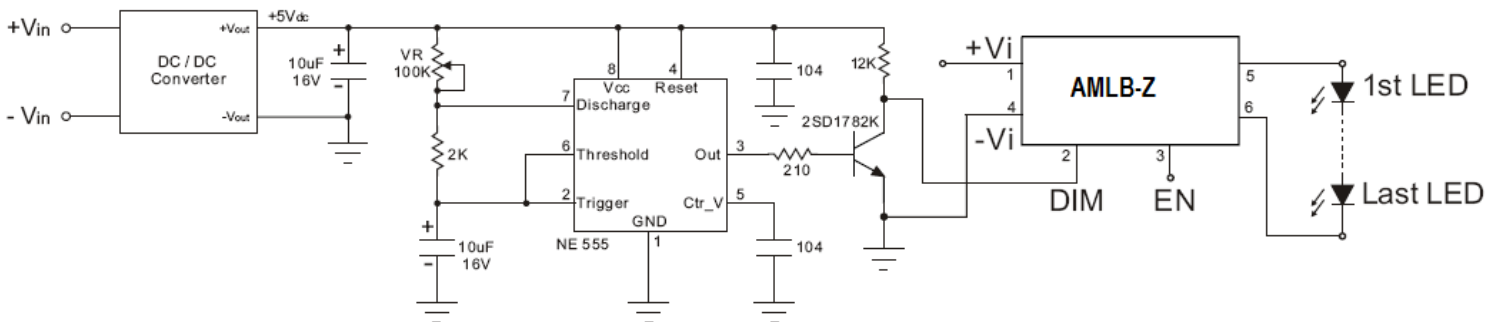 +Vin
- Vin
DC / DC
Converter
+Vout
-Vout
+5Vdc
10uF
16V
+
-
VR
100K
2K
+
-
10uF
16V
8
4
Vcc
Reset
7
Discharge
6
Threshold
2
Trigger
Out
3
Ctr_V
5
GND
1
NE 555
104
104
210
12K
2SD1782K
+Vi
1
4
-Vi
AMLB-Z
2
3
DIM
EN
5
6
1st LED
Last LED